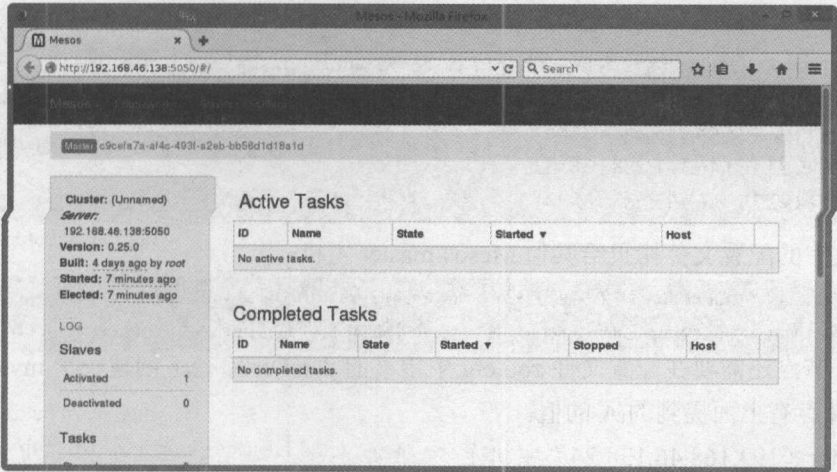 Mesos - Mozilla Firefox
M Mesos × +
http://192.168.46.138:5050/#/ Search
Mesos
Master c9cefa7a-af4c-493f-a2eb-bb56d1d18a1d
Cluster: (Unnamed)
Server:
192.168.46.138:5050
Version: 0.25.0
Built: 4 days ago by root
Started: 7 minutes ago
Elected: 7 minutes ago
LOG
Slaves
Activated 1
Deactivated 0
Tasks
Active Tasks
ID Name State Started ▼ Host
No active tasks.
Completed Tasks
ID Name State Started ▼ Stopped Host
No completed tasks.